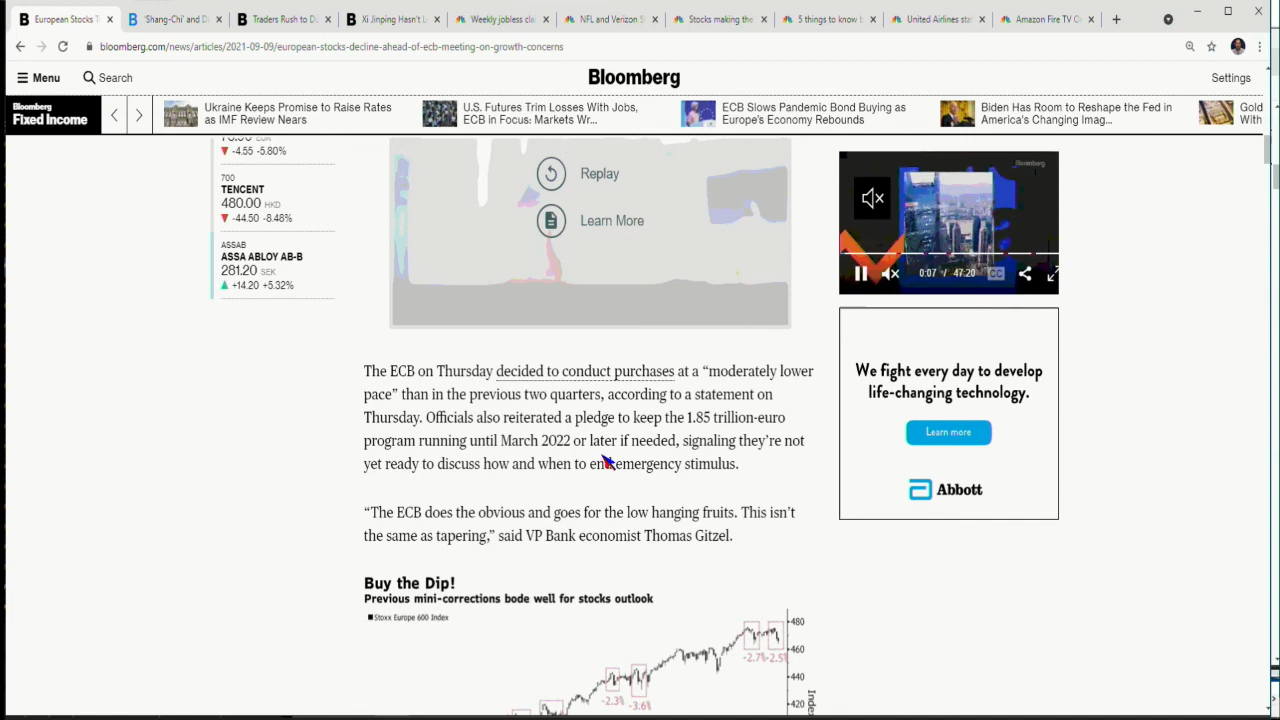 European Stocks T
'Shang-Chi' and D
Traders Rush to D
Xi Jinping Hasn't L
Weekly jobless cla
NFL and Verizon S
Stocks making the
5 things to know b
United Airlines sta
Amazon Fire TV O
bloomberg.com/news/articles/2021-09-09/european-stocks-decline-ahead-of-ecb-meeting-on-growth-concerns
Menu
Search
Bloomberg
Settings
Bloomberg
Fixed Income
Ukraine Keeps Promise to Raise Rates
as IMF Review Nears
U.S. Futures Trim Losses With Jobs,
ECB in Focus: Markets Wr...
ECB Slows Pandemic Bond Buying as
Europe's Economy Rebounds
Biden Has Room to Reshape the Fed in
America's Changing Imag...
Gold
With
-4.55 -5.80%
700
TENCENT
480.00 HKD
-44.50 -8.48%
ASSAB
ASSA ABLOY AB-B
281.20 SEK
+14.20 +5.32%
Replay
Learn More
Bloomberg
0:07 / 47:20 CC
The ECB on Thursday decided to conduct purchases at a “moderately lower
pace” than in the previous two quarters, according to a statement on
Thursday. Officials also reiterated a pledge to keep the 1.85 trillion-euro
program running until March 2022 or later if needed, signaling they’re not
yet ready to discuss how and when to end emergency stimulus.
“The ECB does the obvious and goes for the low hanging fruits. This isn’t
the same as tapering,” said VP Bank economist Thomas Gitzel.
We fight every day to develop
life-changing technology.
Learn more
Abbott
Buy the Dip!
Previous mini-corrections bode well for stocks outlook
Stoxx Europe 600 Index
480
-2.7% -2.5%
460
440
-2.3%
-3.6%
420
Index